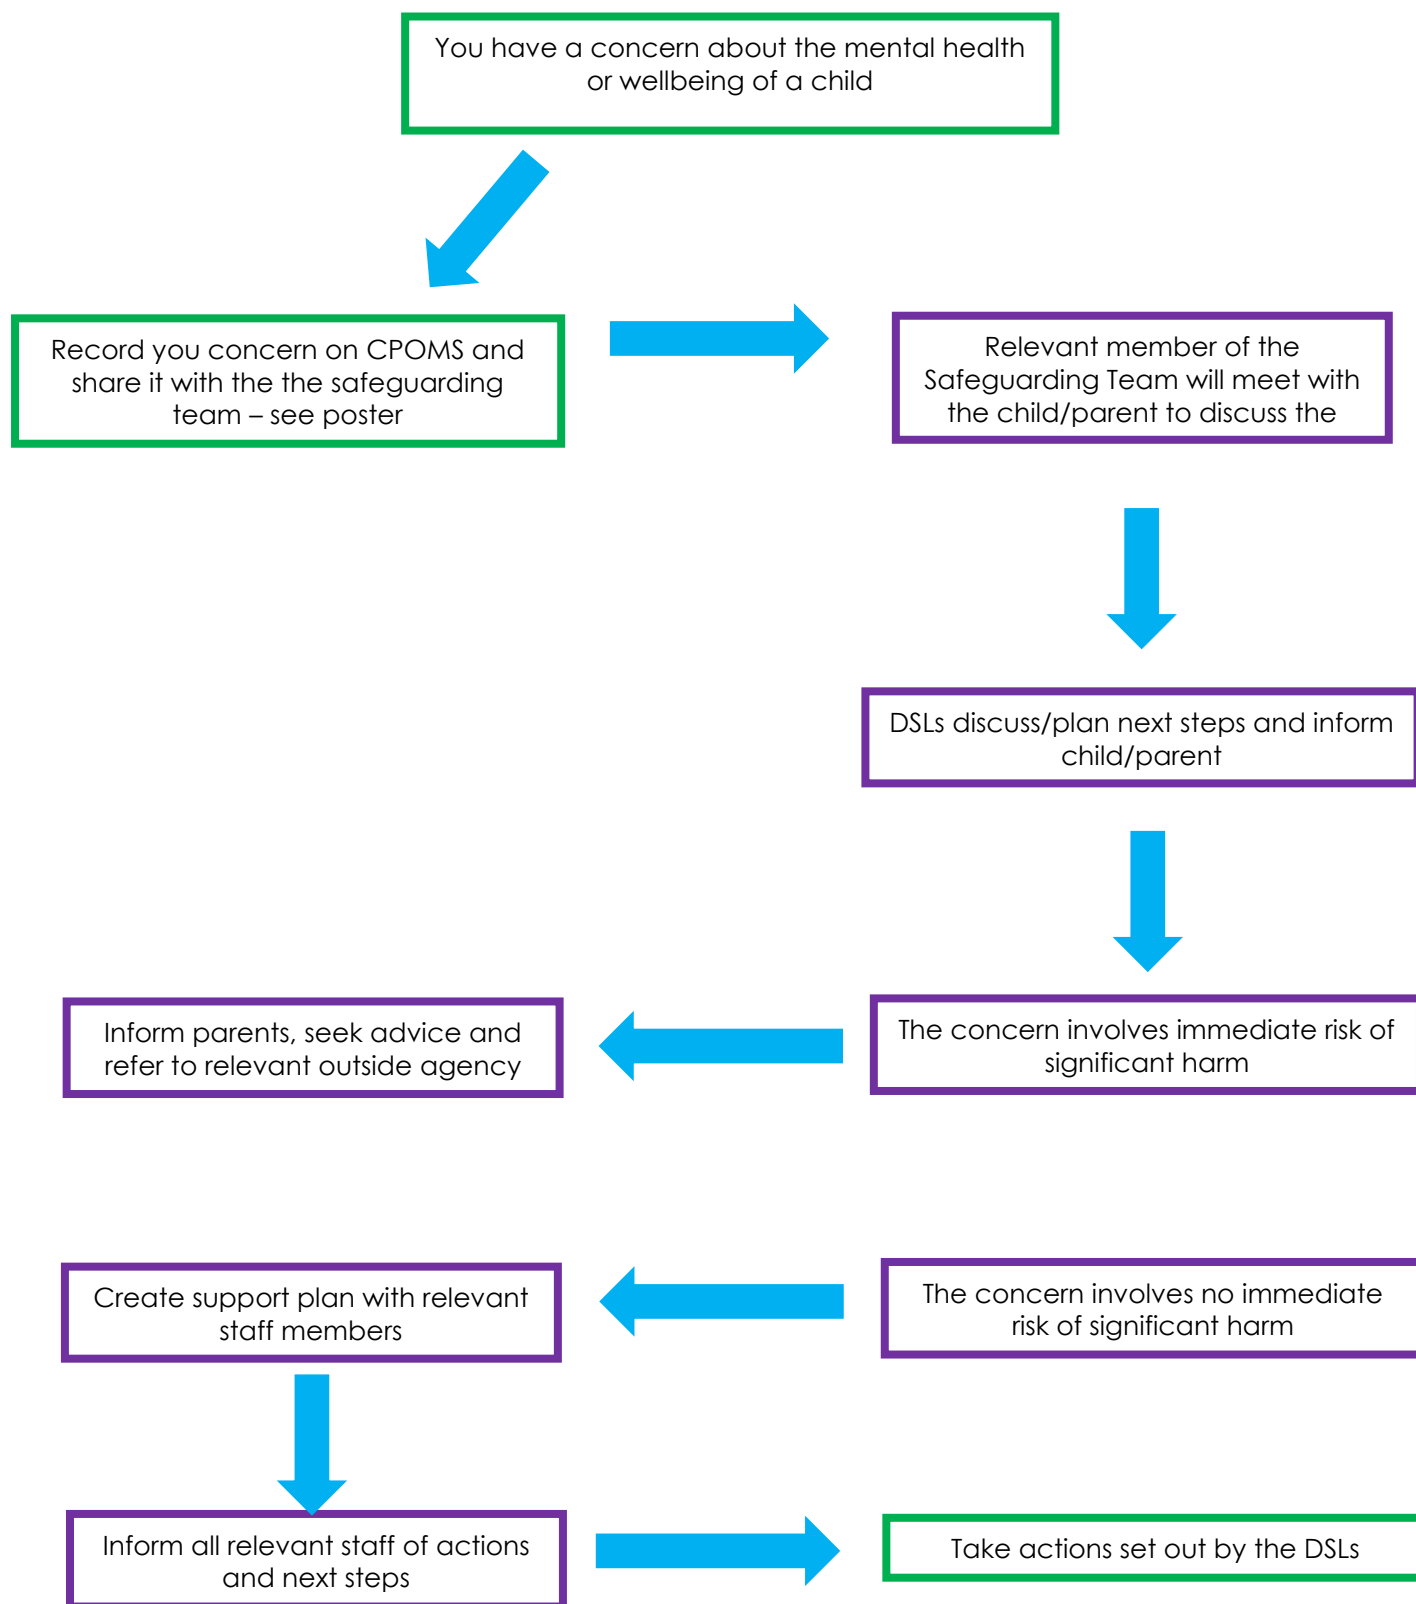 You have a concern about the mental health
or wellbeing of a child
Record you concern on CPOMS and
share it with the the safeguarding
team – see poster
Relevant member of the
Safeguarding Team will meet with
the child/parent to discuss the
DSLs discuss/plan next steps and inform
child/parent
The concern involves immediate risk of
significant harm
Inform parents, seek advice and
refer to relevant outside agency
The concern involves no immediate
risk of significant harm
Create support plan with relevant
staff members
Inform all relevant staff of actions
and next steps
Take actions set out by the DSLs